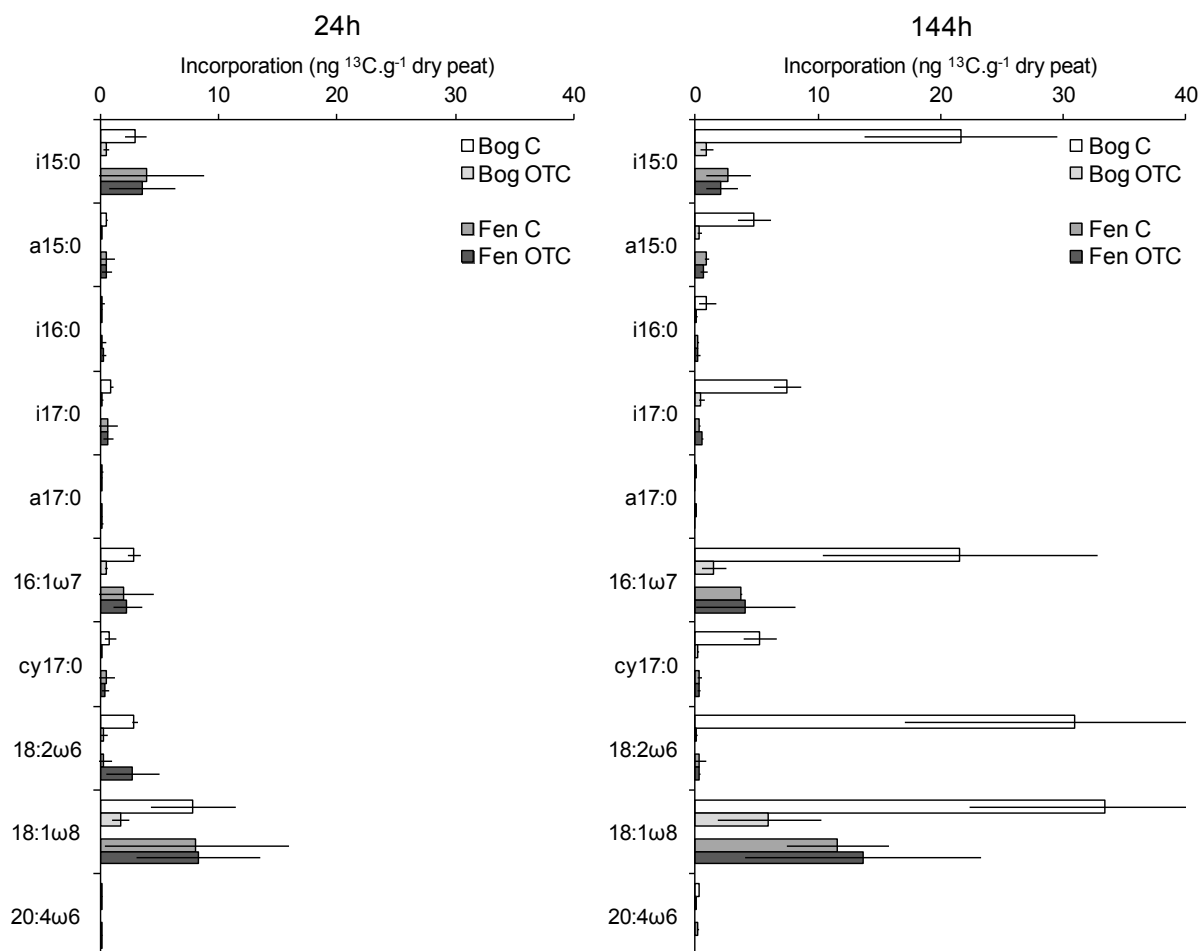 24h
Incorporation (ng ¹³C.g⁻¹ dry peat)
0 20 30 40
Bog C
Bog OTC
Fen C
Fen OTC
i15:0
a15:0
i16:0
i17:0
a17:0
16:1ω7
cy17:0
18:2ω6
18:1ω8
20:4ω6
144h
Incorporation (ng ¹³C.g⁻¹ dry peat)
0 10 20 30 40
Bog C
Bog OTC
Fen C
Fen OTC
i15:0
a15:0
i16:0
i17:0
a17:0
16:1ω7
cy17:0
18:2ω6
18:1ω8
20:4ω6